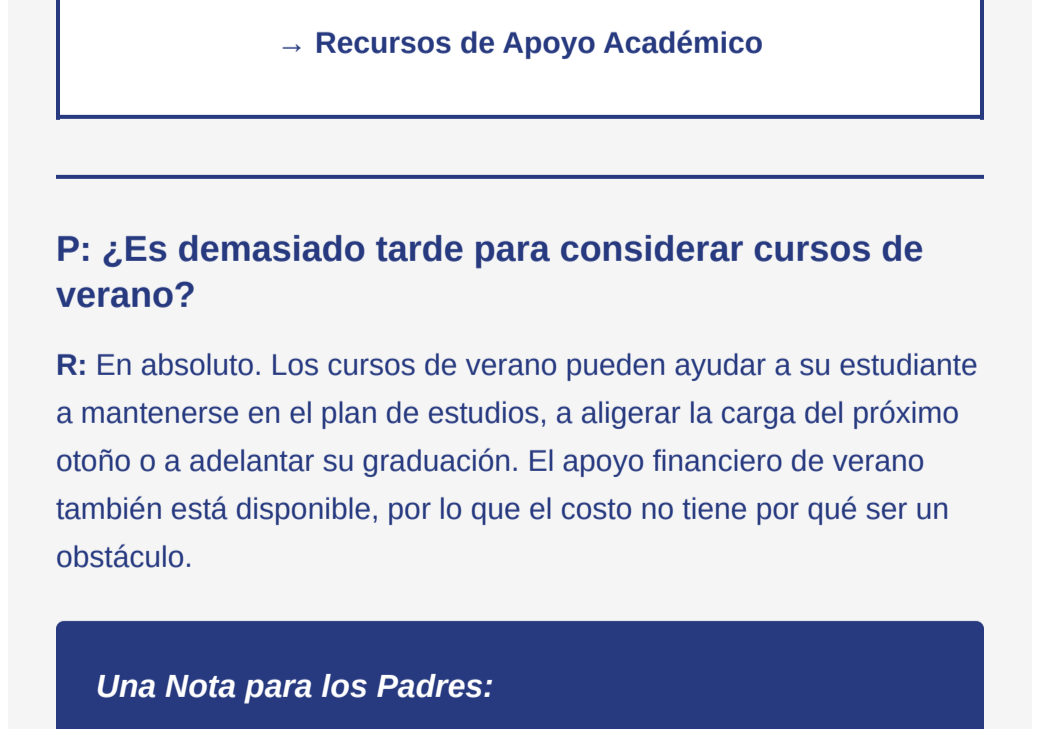 → Recursos de Apoyo Académico
P: ¿Es demasiado tarde para considerar cursos de
verano?
R: En absoluto. Los cursos de verano pueden ayudar a su estudiante
a mantenerse en el plan de estudios, a aligerar la carga del próximo
otoño o a adelantar su graduación. El apoyo financiero de verano
también está disponible, por lo que el costo no tiene por qué ser un
obstáculo.
Una Nota para los Padres: